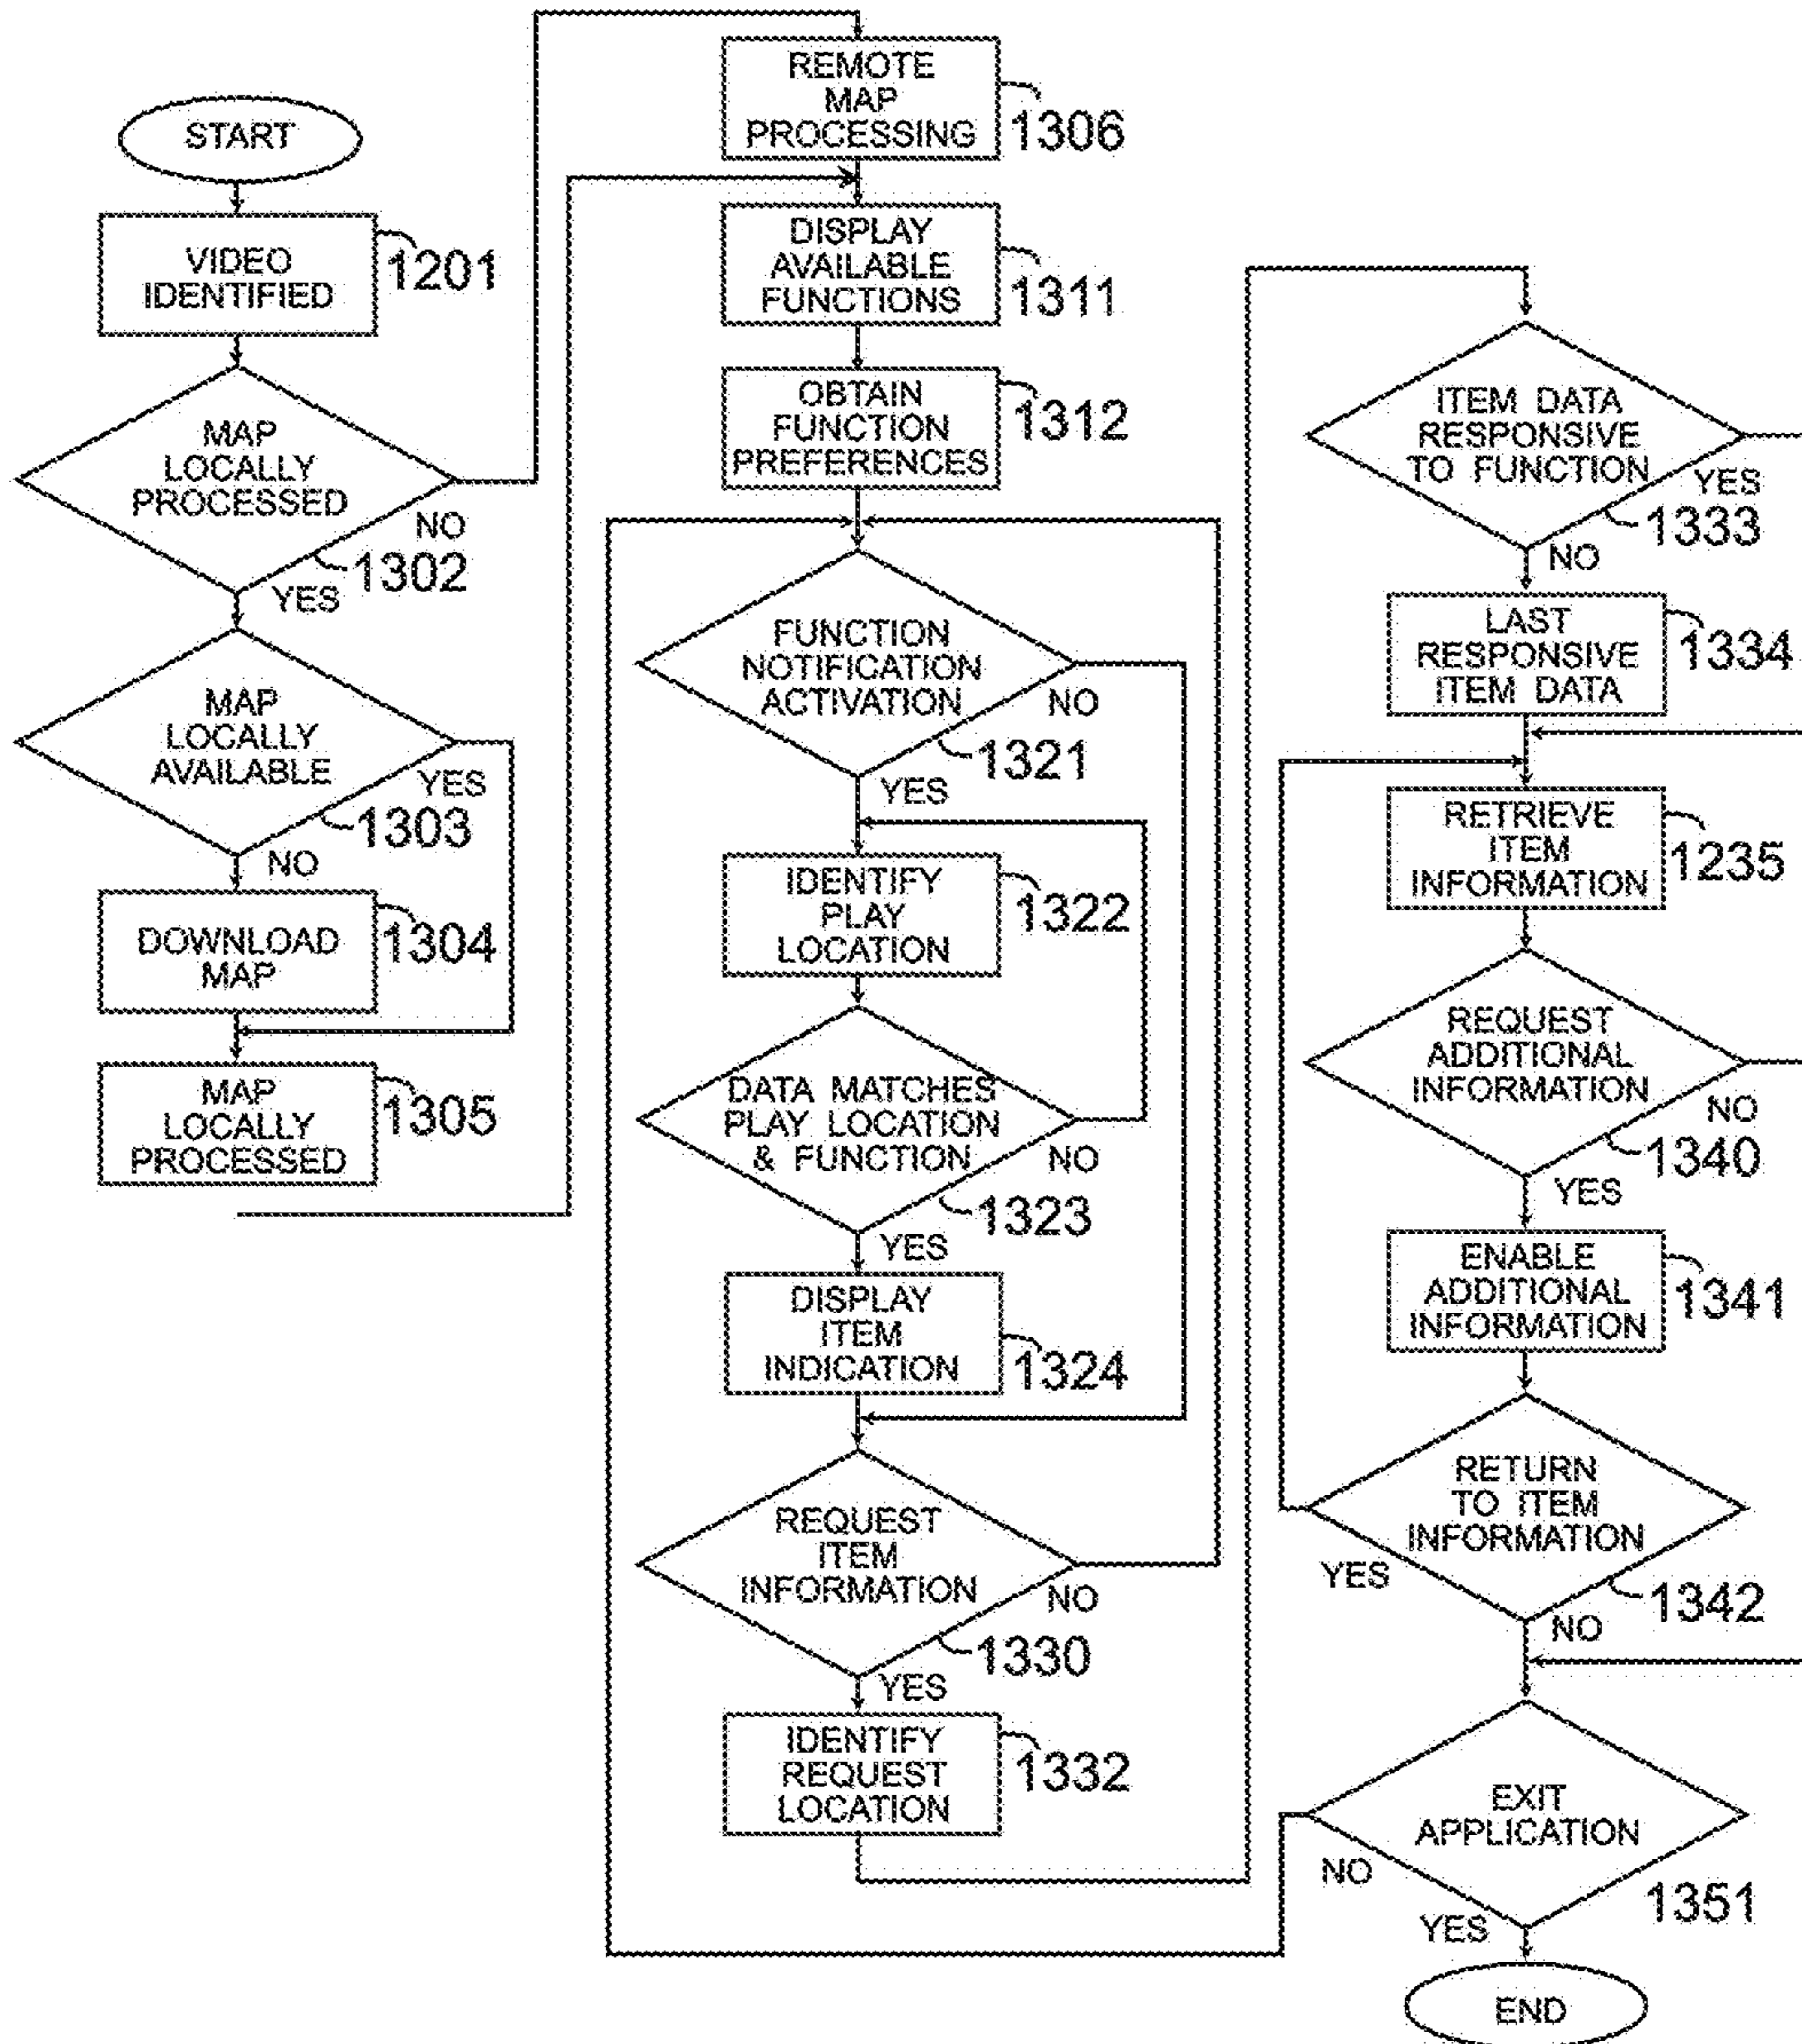 START
VIDEO
IDENTIFIED
1201
MAP
LOCALLY
PROCESSED
NO
1302
YES
MAP
LOCALLY
AVAILABLE
YES
1303
NO
DOWNLOAD
MAP
1304
MAP
LOCALLY
PROCESSED
1305
REMOTE
MAP
PROCESSING
1306
DISPLAY
AVAILABLE
FUNCTIONS
1311
OBTAIN
FUNCTION
PREFERENCES
1312
FUNCTION
NOTIFICATION
ACTIVATION
NO
1321
YES
IDENTIFY
PLAY
LOCATION
1322
DATA MATCHES
PLAY LOCATION
& FUNCTION
NO
1323
YES
DISPLAY
ITEM
INDICATION
1324
REQUEST
ITEM
INFORMATION
NO
1330
YES
IDENTIFY
REQUEST
LOCATION
1332
ITEM DATA
RESPONSIVE
TO FUNCTION
YES
1333
NO
LAST
RESPONSIVE
ITEM DATA
1334
RETRIEVE
ITEM
INFORMATION
1235
REQUEST
ADDITIONAL
INFORMATION
NO
1340
YES
ENABLE
ADDITIONAL
INFORMATION
1341
RETURN
TO ITEM
INFORMATION
YES
1342
NO
EXIT
APPLICATION
NO
1351
YES
END